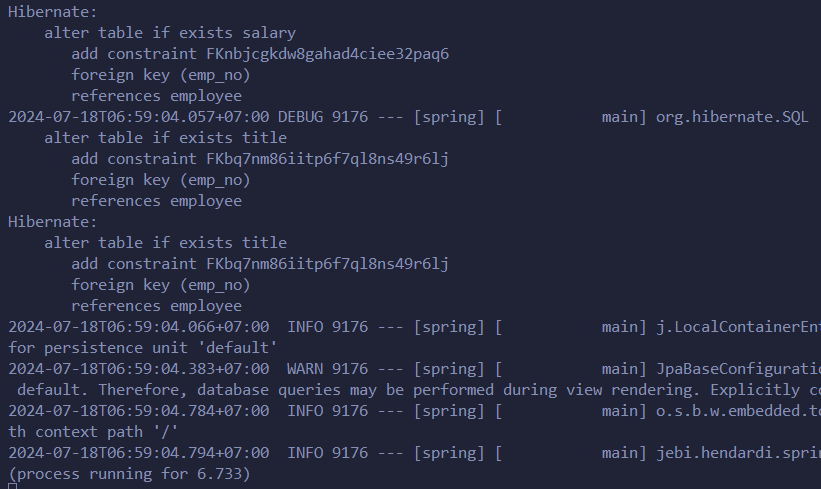 Hibernate:
    alter table if exists salary
       add constraint FKnbjcgkdw8gahad4ciee32paq6
       foreign key (emp_no)
       references employee
2024-07-18T06:59:04.057+07:00 DEBUG 9176 --- [spring] [           main] org.hibernate.SQL
    alter table if exists title
       add constraint FKbq7nm86iitp6f7ql8ns49r6lj
       foreign key (emp_no)
       references employee
Hibernate:
    alter table if exists title
       add constraint FKbq7nm86iitp6f7ql8ns49r6lj
       foreign key (emp_no)
       references employee
2024-07-18T06:59:04.066+07:00  INFO 9176 --- [spring] [           main] j.LocalContainerEnt
for persistence unit 'default'
2024-07-18T06:59:04.383+07:00  WARN 9176 --- [spring] [           main] JpaBaseConfiguratio
 default. Therefore, database queries may be performed during view rendering. Explicitly co
2024-07-18T06:59:04.784+07:00  INFO 9176 --- [spring] [           main] o.s.b.w.embedded.to
th context path '/'
2024-07-18T06:59:04.794+07:00  INFO 9176 --- [spring] [           main] jebi.hendardi.sprin
(process running for 6.733)